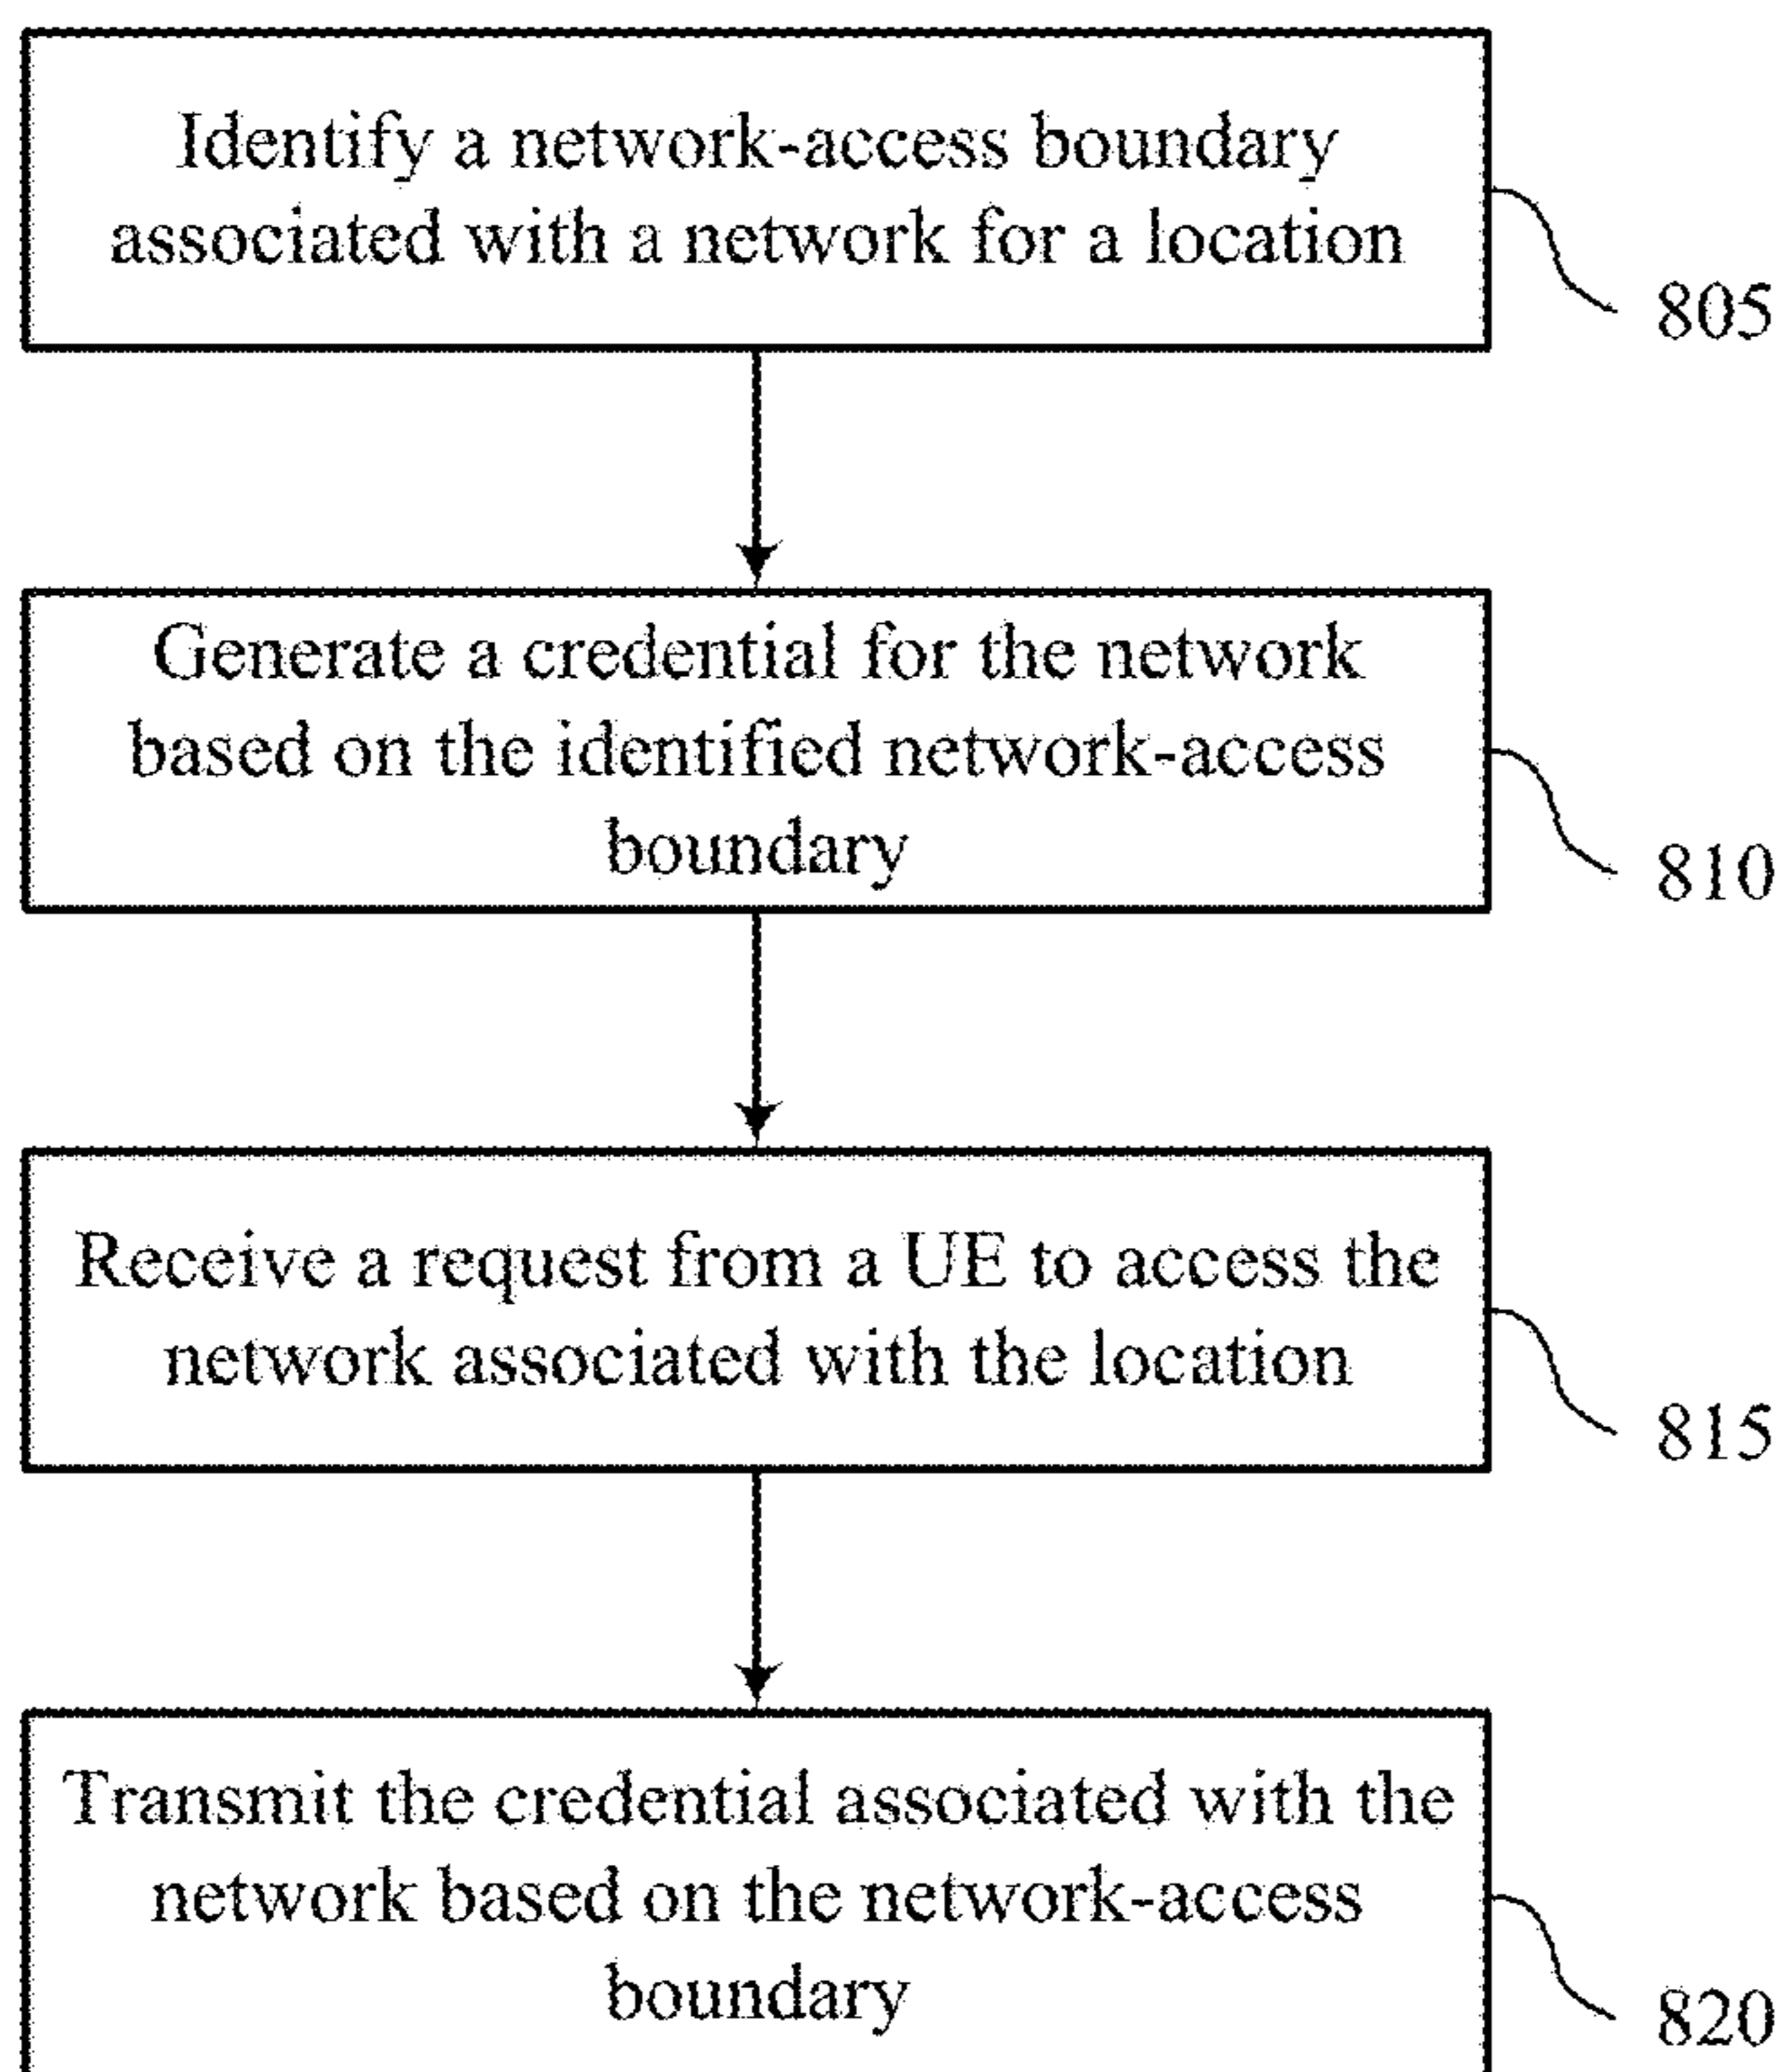 Identify a network-access boundary
associated with a network for a location
805
Generate a credential for the network
based on the identified network-access
boundary
810
Receive a request from a UE to access the
network associated with the location
815
Transmit the credential associated with the
network based on the network-access
boundary
820